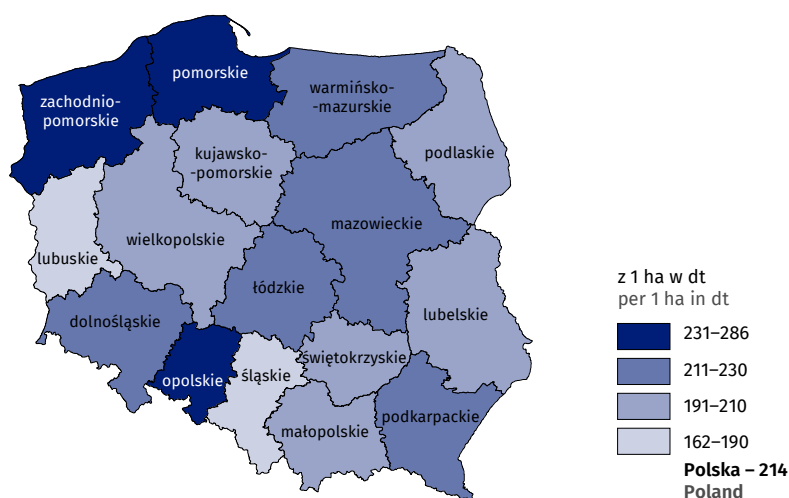 pomorskie
zachodnio-
pomorskie
warmińsko-
-mazurskie
podlaskie
kujawsko-
-pomorskie
mazowieckie
wielkopolskie
lubuskie
łódzkie
dolnośląskie
lubelskie
świętokrzyskie
opolskie
śląskie
podkarpackie
małopolskie
z 1 ha w dt
per 1 ha in dt
231–286
211–230
191–210
162–190
Polska – 214
Poland